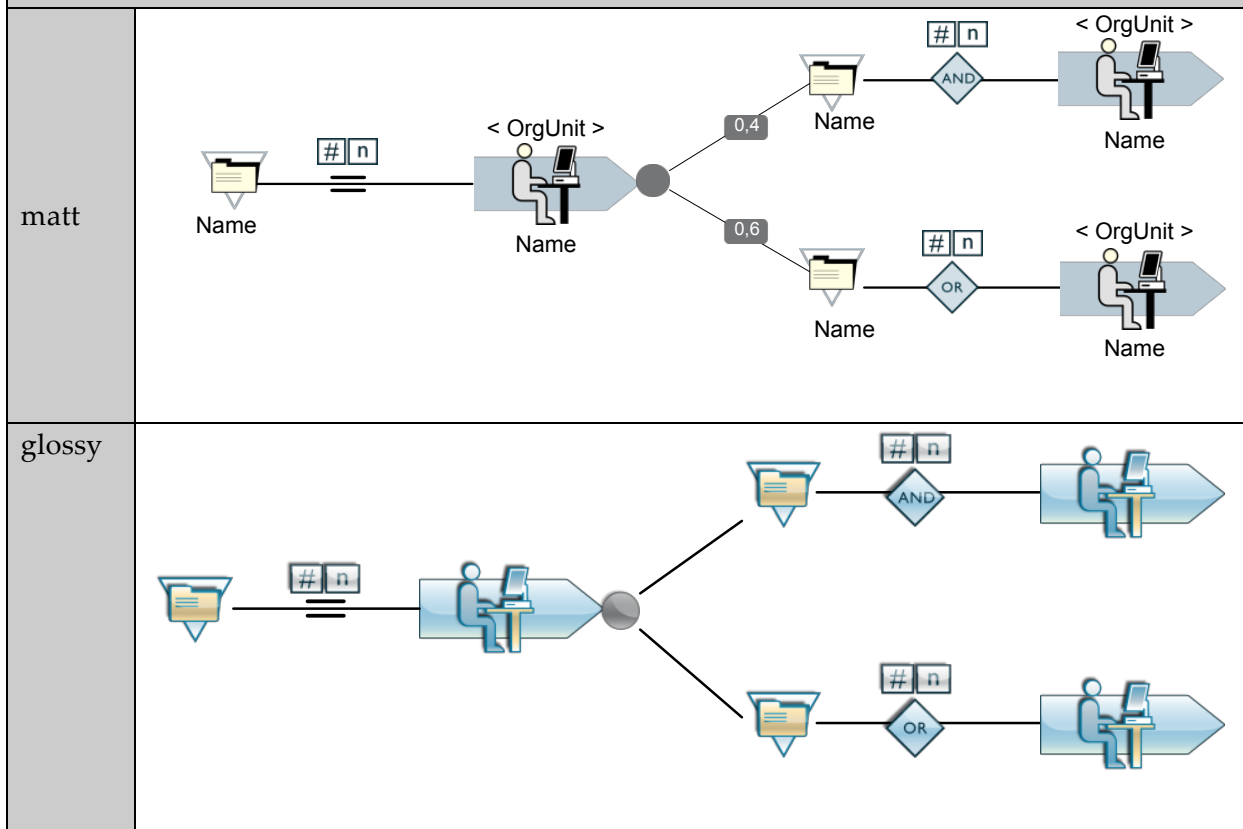 matt
# n
Name
< OrgUnit >
Name
0,4
0,6
Name
# n
AND
< OrgUnit >
Name
Name
# n
OR
< OrgUnit >
Name
glossy
# n
# n
AND
# n
OR